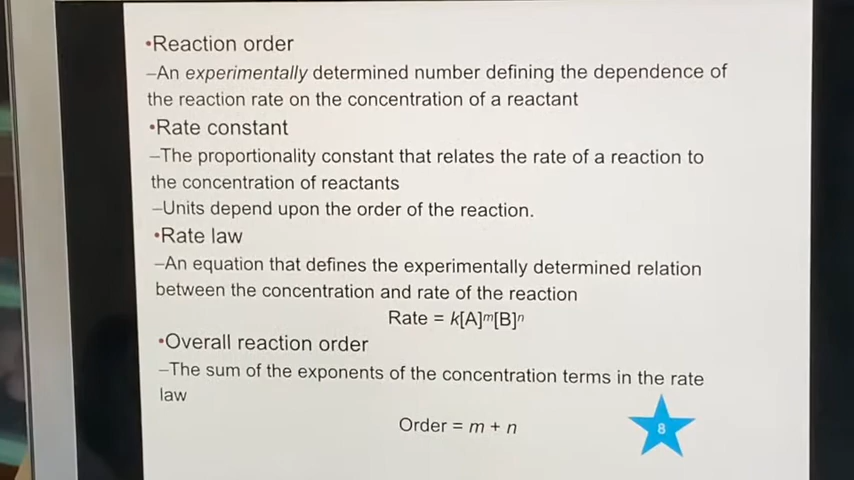 •Reaction order
–An experimentally determined number defining the dependence of
the reaction rate on the concentration of a reactant
•Rate constant
–The proportionality constant that relates the rate of a reaction to
the concentration of reactants
–Units depend upon the order of the reaction.
•Rate law
–An equation that defines the experimentally determined relation
between the concentration and rate of the reaction
Rate = k[A]ᵐ[B]ⁿ
•Overall reaction order
–The sum of the exponents of the concentration terms in the rate
law
Order = m + n
8